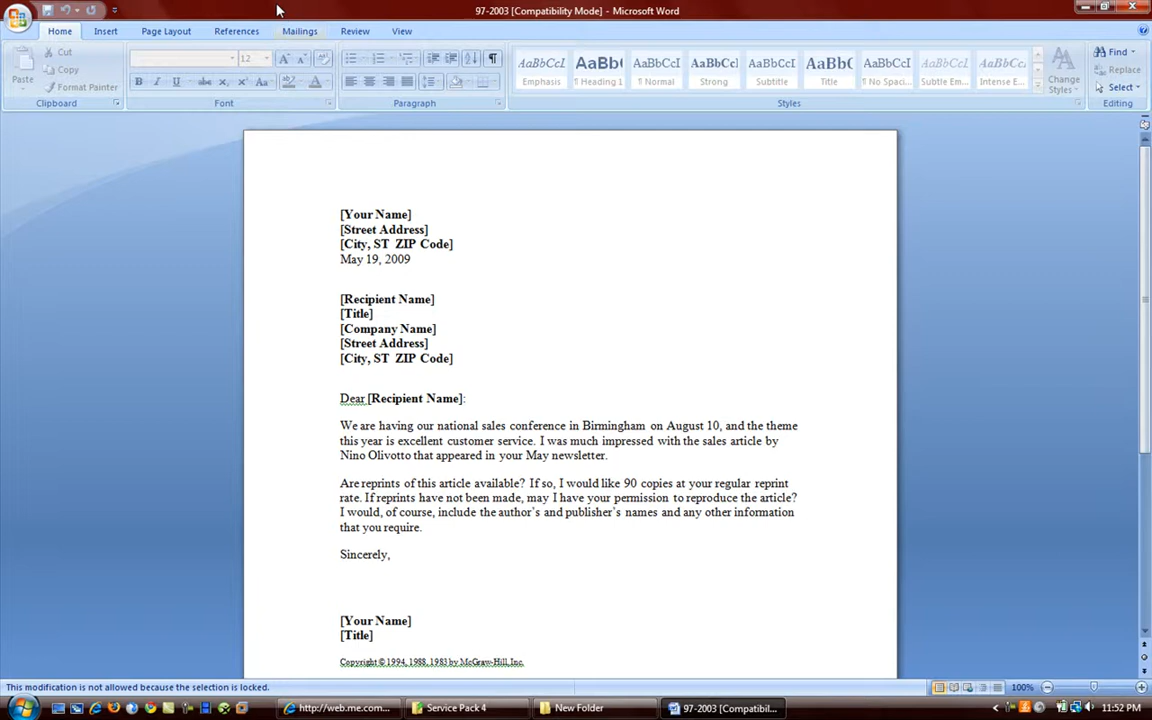 97-2003 [Compatibility Mode] - Microsoft Word
Home Insert Page Layout References Mailings Review View
Paste Cut Copy Format Painter
12
AaBbCcI AaBbC AaBbCcI AaBbCcl AaBbCcI AaBb( AaBbCcI AaBbCcI AaBbCcI
Emphasis ¶ Heading 1 ¶ Normal Strong Subtitle Title ¶ No Spaci... Subtle Em... Intense E...
Change Styles
Find Replace Select
Clipboard Font Paragraph Styles Editing
[Your Name]
[Street Address]
[City, ST ZIP Code]
May 19, 2009
[Recipient Name]
[Title]
[Company Name]
[Street Address]
[City, ST ZIP Code]
Dear [Recipient Name]:
We are having our national sales conference in Birmingham on August 10, and the theme
this year is excellent customer service. I was much impressed with the sales article by
Nino Olivotto that appeared in your May newsletter.
Are reprints of this article available? If so, I would like 90 copies at your regular reprint
rate. If reprints have not been made, may I have your permission to reproduce the article?
I would, of course, include the author's and publisher's names and any other information
that you require.
Sincerely,
[Your Name]
[Title]
Copyright © 1994, 1988, 1983 by McGraw-Hill, Inc.
This modification is not allowed because the selection is locked. 100%
http://web.me.com... Service Pack 4 New Folder 97-2003 [Compatibil... 11:52 PM